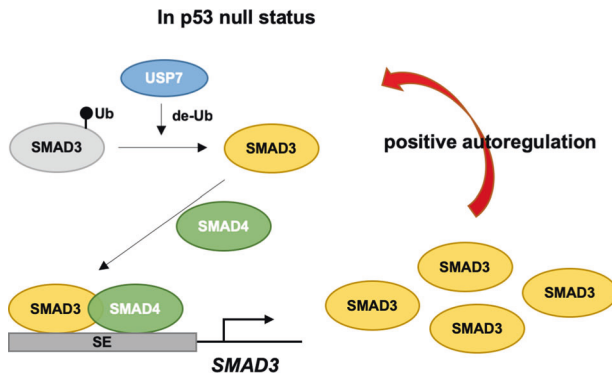 In p53 null status
USP7
Ub
de-Ub
SMAD3
SMAD3
positive autoregulation
SMAD4
SMAD3
SMAD3
SMAD3
SMAD3
SMAD3
SMAD4
SE
SMAD3